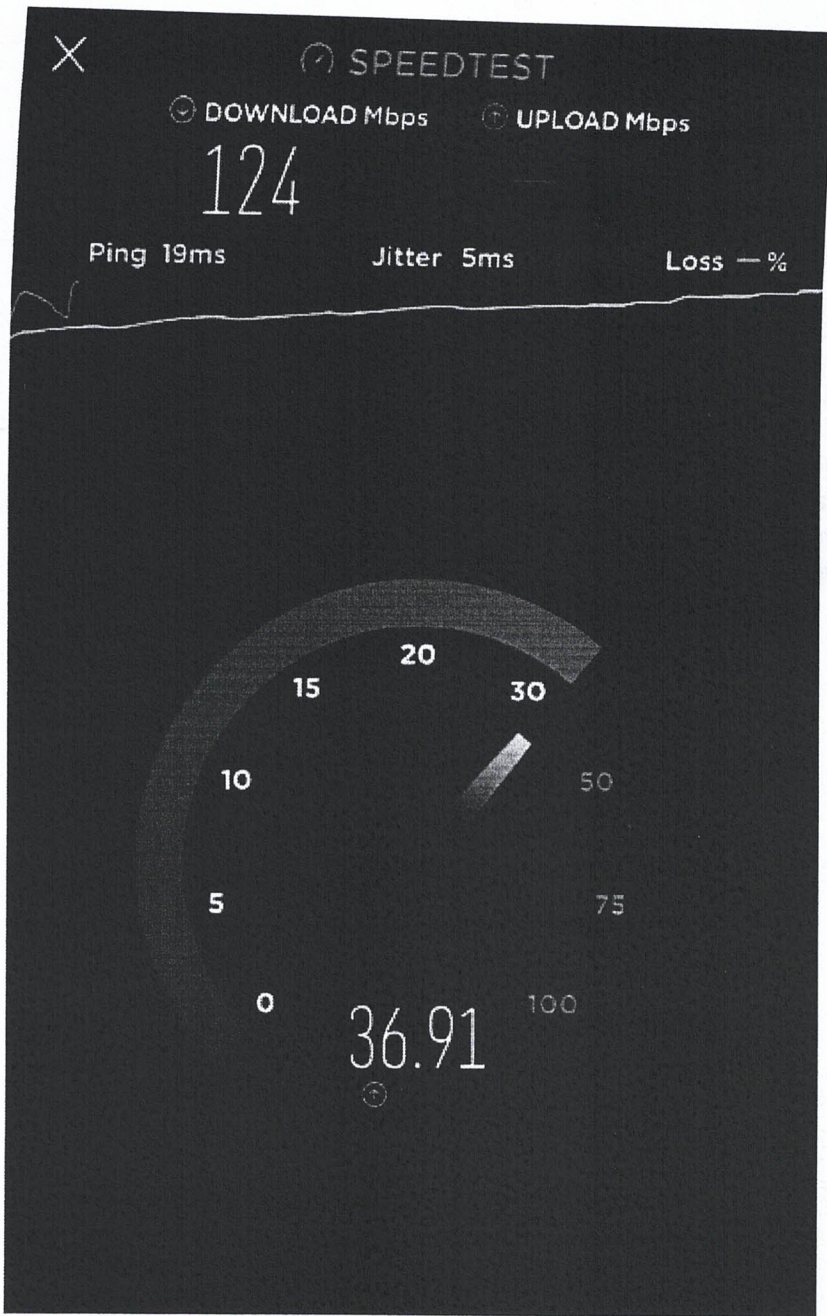 SPEEDTEST
DOWNLOAD Mbps UPLOAD Mbps
124 —
Ping 19ms Jitter 5ms Loss — %
20
15 30
10 50
5 75
0 100
36.91